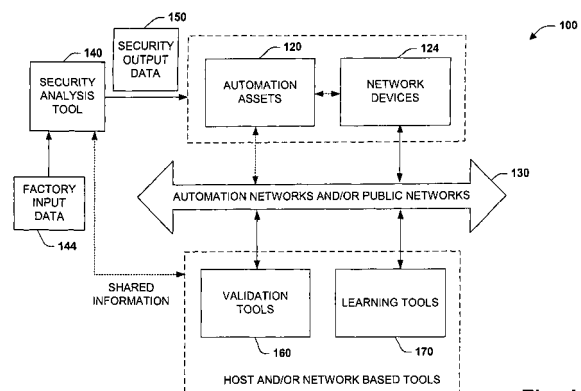 150
100
140
SECURITY
OUTPUT
DATA
120
124
SECURITY
ANALYSIS
TOOL
AUTOMATION
ASSETS
NETWORK
DEVICES
130
FACTORY
INPUT
DATA
AUTOMATION NETWORKS AND/OR PUBLIC NETWORKS
144
SHARED
INFORMATION
VALIDATION
TOOLS
LEARNING TOOLS
160
170
HOST AND/OR NETWORK BASED TOOLS